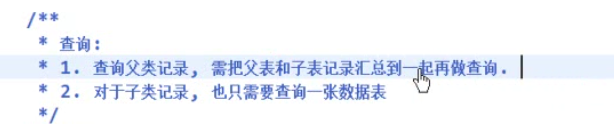 /**
* 查询:
* 1. 查询父类记录, 需把父表和子表记录汇总到一起再做查询.
* 2. 对于子类记录, 也只需要查询一张数据表
*/